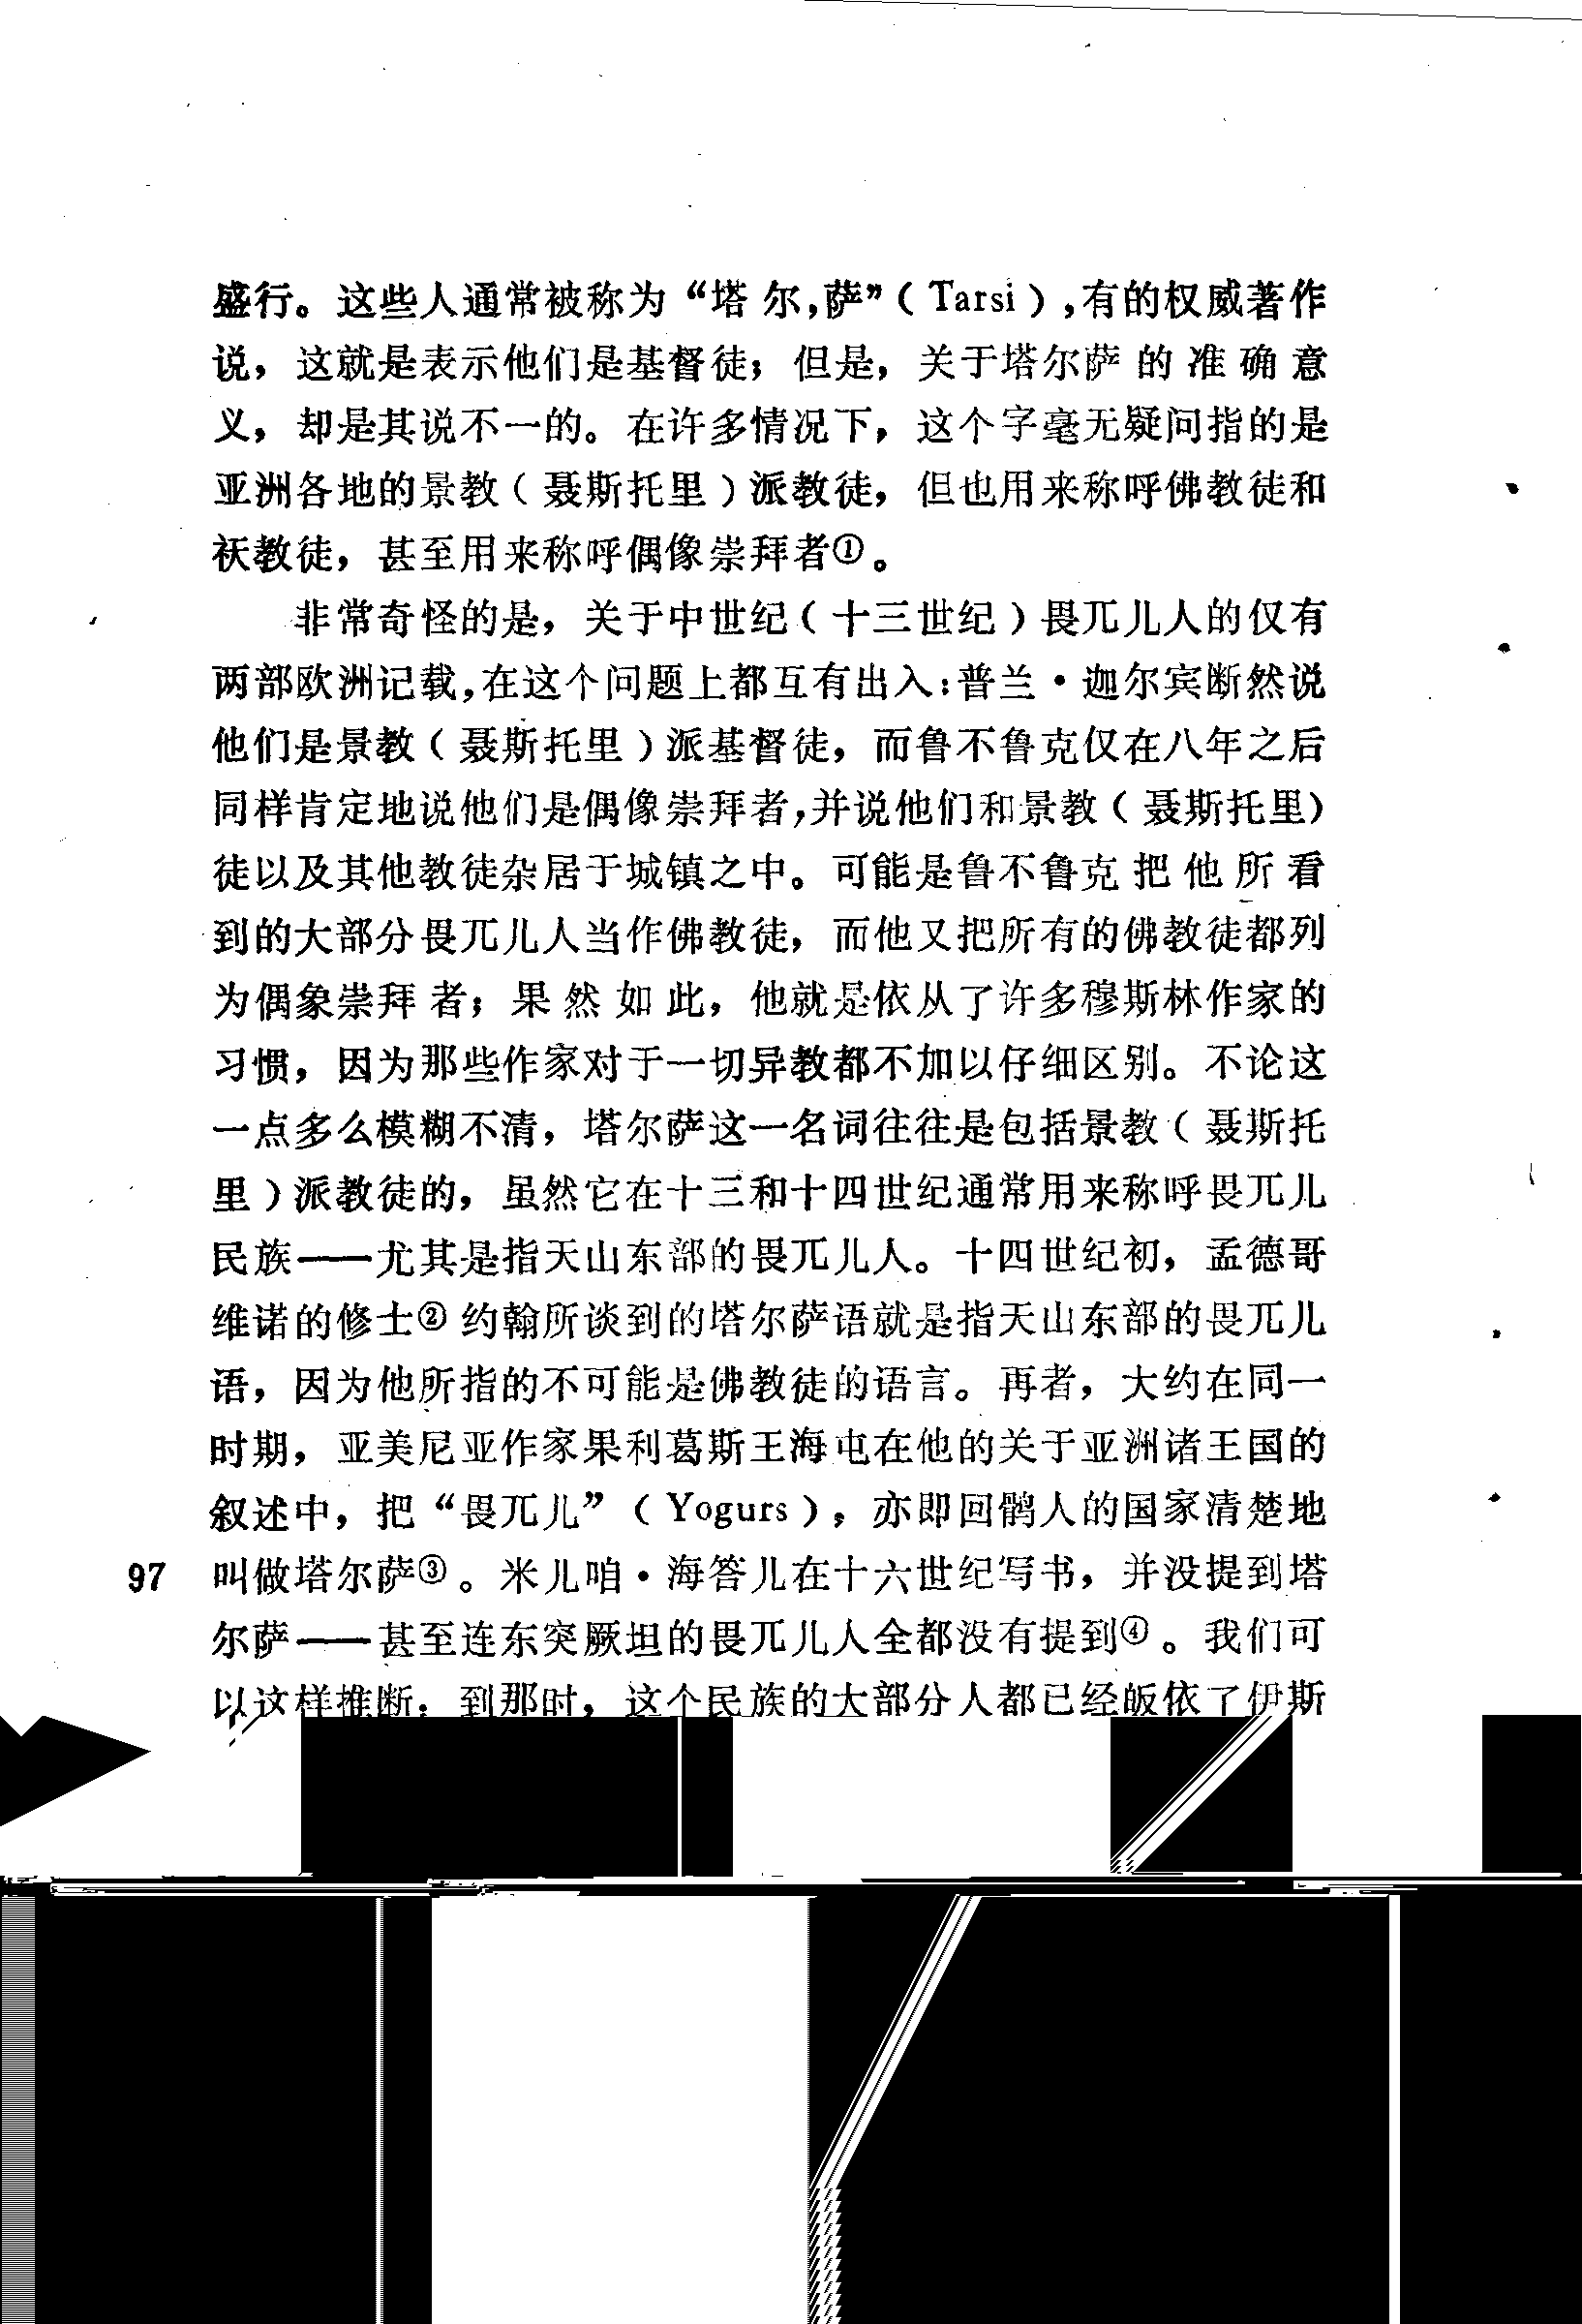 盛行。这些人通常被称为“塔尔,萨”（Tarsi）,有的权威著作
说，这就是表示他们是基督徒；但是，关于塔尔萨的准确意
义，却是其说不一的。在许多情况下，这个字毫无疑问指的是
亚洲各地的景教（聂斯托里）派教徒，但也用来称呼佛教徒和
祆教徒，甚至用来称呼偶像崇拜者①。
非常奇怪的是，关于中世纪（十三世纪）畏兀儿人的仅有
两部欧洲记载,在这个问题上都互有出入:普兰·迦尔宾断然说
他们是景教（聂斯托里）派基督徒，而鲁不鲁克仅在八年之后
同样肯定地说他们是偶像崇拜者,并说他们和景教（聂斯托里）
徒以及其他教徒杂居于城镇之中。可能是鲁不鲁克把他所看
到的大部分畏兀儿人当作佛教徒，而他又把所有的佛教徒都列
为偶象崇拜者；果然如此，他就是依从了许多穆斯林作家的
习惯，因为那些作家对于一切异教都不加以仔细区别。不论这
一点多么模糊不清，塔尔萨这一名词往往是包括景教（聂斯托
里）派教徒的，虽然它在十三和十四世纪通常用来称呼畏兀儿
民族——尤其是指天山东部的畏兀儿人。十四世纪初，孟德哥
维诺的修士②约翰所谈到的塔尔萨语就是指天山东部的畏兀儿
语，因为他所指的不可能是佛教徒的语言。再者，大约在同一
时期，亚美尼亚作家果利葛斯王海屯在他的关于亚洲诸王国的
叙述中，把“畏兀儿”（Yogurs），亦即回鹘人的国家清楚地
97 叫做塔尔萨③。米儿咱·海答儿在十六世纪写书，并没提到塔
尔萨——甚至连东突厥坦的畏兀儿人全都没有提到④。我们可
以这样推断：到那时，这个民族的大部分人都已经皈依了伊斯